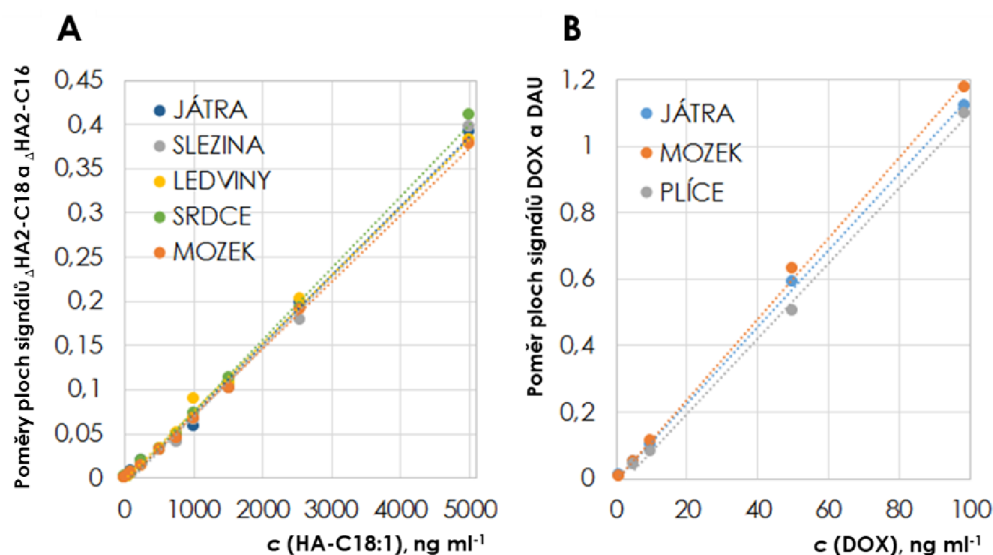 A
Poměry ploch signálů ΔHA2-C18 a ΔHA2-C16
0,45
0,4
0,35
0,3
0,25
0,2
0,15
0,1
0,05
0
JÁTRA
SLEZINA
LEDVINY
SRDCE
MOZEK
0 1000 2000 3000 4000 5000
c (HA-C18:1), ng ml-1
B
Poměr ploch signálů DOX a DAU
1,2
1
0,8
0,6
0,4
0,2
0
JÁTRA
MOZEK
PLÍCE
0 20 40 60 80 100
c (DOX), ng ml-1